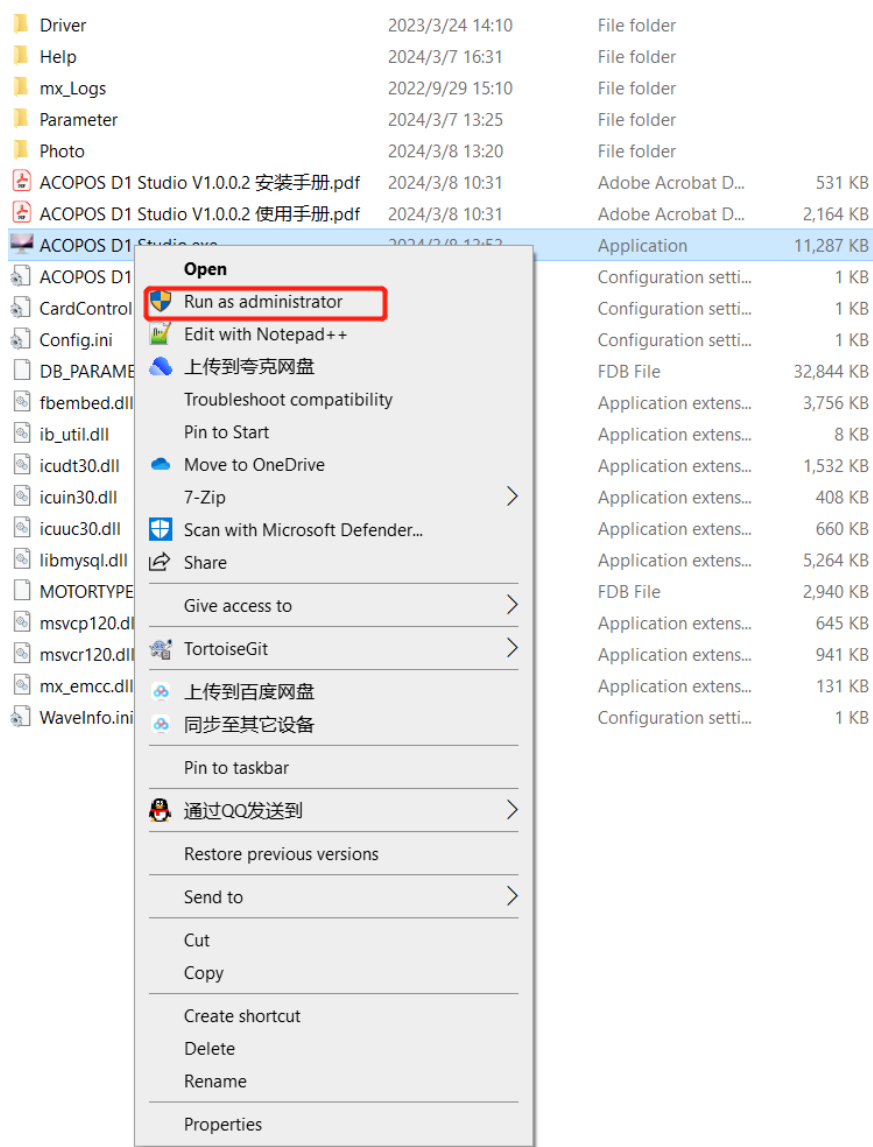 Driver 2023/3/24 14:10 File folder
Help 2024/3/7 16:31 File folder
mx_Logs 2022/9/29 15:10 File folder
Parameter 2024/3/7 13:25 File folder
Photo 2024/3/8 13:20 File folder
ACOPOS D1 Studio V1.0.0.2 安装手册.pdf 2024/3/8 10:31 Adobe Acrobat D... 531 KB
ACOPOS D1 Studio V1.0.0.2 使用手册.pdf 2024/3/8 10:31 Adobe Acrobat D... 2,164 KB
ACOPOS D1 Studio.exe Application 11,287 KB
ACOPOS D1 Configuration setti... 1 KB
CardControl Configuration setti... 1 KB
Config.ini Configuration setti... 1 KB
DB_PARAME FDB File 32,844 KB
fbembed.dll Application extens... 3,756 KB
ib_util.dll Application extens... 8 KB
icudt30.dll Application extens... 1,532 KB
icuin30.dll Application extens... 408 KB
icuuc30.dll Application extens... 660 KB
libmysql.dll Application extens... 5,264 KB
MOTORTYPE FDB File 2,940 KB
msvcp120.dl Application extens... 645 KB
msvcr120.dll Application extens... 941 KB
mx_emcc.dll Application extens... 131 KB
WaveInfo.ini Configuration setti... 1 KB
Open
Run as administrator
Edit with Notepad++
上传到夸克网盘
Troubleshoot compatibility
Pin to Start
Move to OneDrive
7-Zip
Scan with Microsoft Defender...
Share
Give access to
TortoiseGit
上传到百度网盘
同步至其它设备
Pin to taskbar
通过QQ发送到
Restore previous versions
Send to
Cut
Copy
Create shortcut
Delete
Rename
Properties